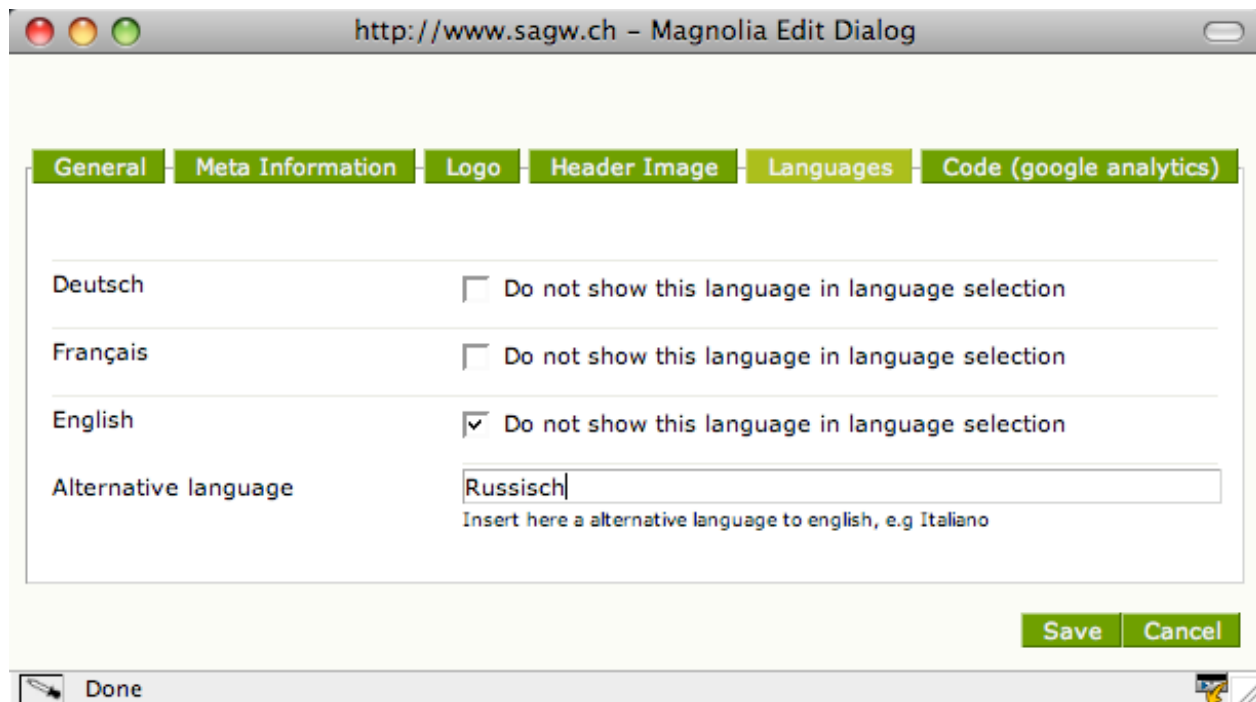 http://www.sagw.ch – Magnolia Edit Dialog
General Meta Information Logo Header Image Languages Code (google analytics)
Deutsch Do not show this language in language selection
Français Do not show this language in language selection
English Do not show this language in language selection
Alternative language Russisch
Insert here a alternative language to english, e.g Italiano
Save Cancel
Done